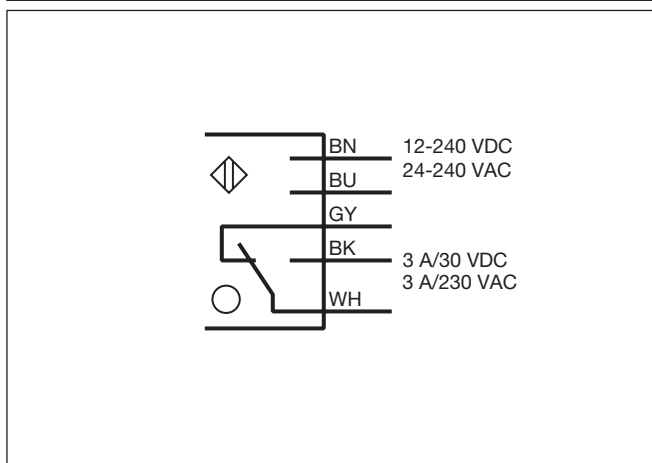 BN 12-240 VDC
24-240 VAC
BU
GY
BK 3 A/30 VDC
3 A/230 VAC
WH